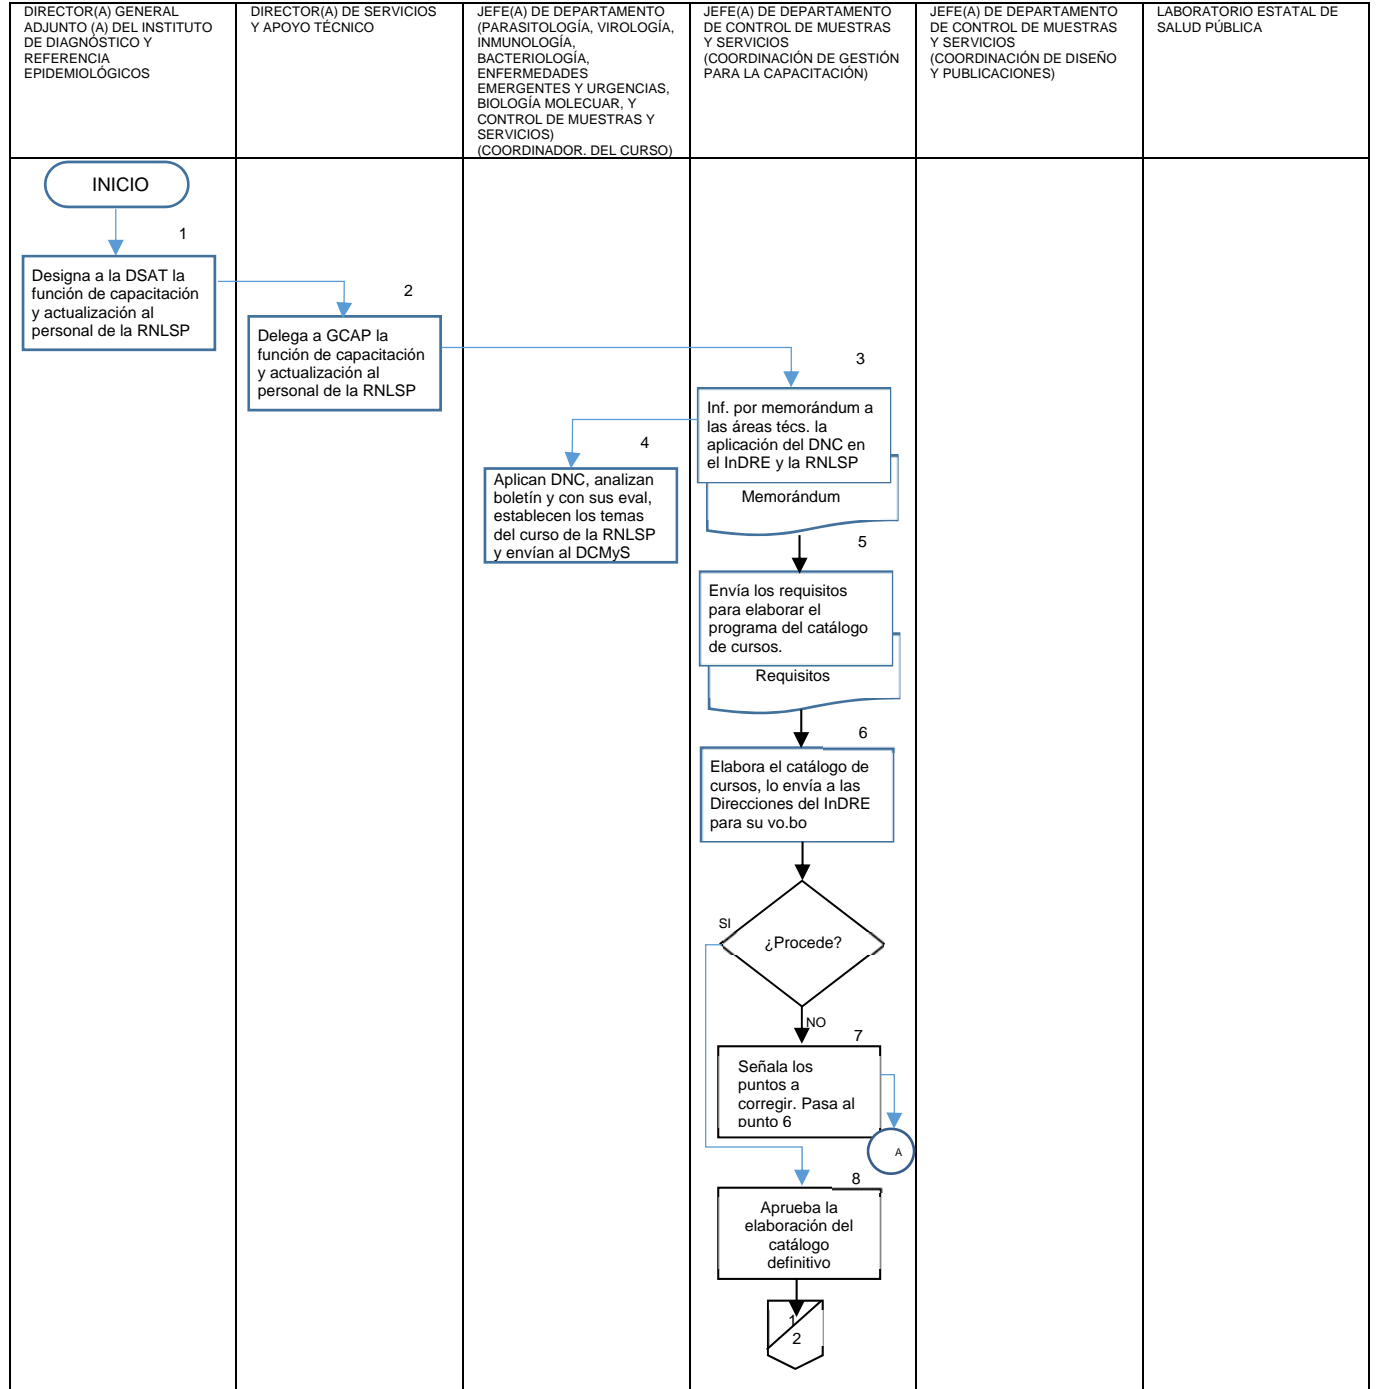 DIRECTOR(A) GENERAL
ADJUNTO (A) DEL INSTITUTO
DE DIAGNÓSTICO Y
REFERENCIA
EPIDEMIOLÓGICOS
DIRECTOR(A) DE SERVICIOS
Y APOYO TÉCNICO
JEFE(A) DE DEPARTAMENTO
(PARASITOLOGÍA, VIROLOGÍA,
INMUNOLOGÍA,
BACTERIOLOGÍA,
ENFERMEDADES
EMERGENTES Y URGENCIAS,
BIOLOGÍA MOLECUAR, Y
CONTROL DE MUESTRAS Y
SERVICIOS)
(COORDINADOR. DEL CURSO)
JEFE(A) DE DEPARTAMENTO
DE CONTROL DE MUESTRAS
Y SERVICIOS
(COORDINACIÓN DE GESTIÓN
PARA LA CAPACITACIÓN)
JEFE(A) DE DEPARTAMENTO
DE CONTROL DE MUESTRAS
Y SERVICIOS
(COORDINACIÓN DE DISEÑO
Y PUBLICACIONES)
LABORATORIO ESTATAL DE
SALUD PÚBLICA
INICIO
1
Designa a la DSAT la
función de capacitación
y actualización al
personal de la RNLSP
2
Delega a GCAP la
función de capacitación
y actualización al
personal de la RNLSP
3
Inf. por memorándum a
las áreas técs. la
aplicación del DNC en
el InDRE y la RNLSP
Memorándum
4
Aplican DNC, analizan
boletín y con sus eval,
establecen los temas
del curso de la RNLSP
y envían al DCMyS
5
Envía los requisitos
para elaborar el
programa del catálogo
de cursos.
Requisitos
6
Elabora el catálogo de
cursos, lo envía a las
Direcciones del InDRE
para su vo.bo
SI
¿Procede?
NO
7
Señala los
puntos a
corregir. Pasa al
punto 6
A
8
Aprueba la
elaboración del
catálogo
definitivo
1
2